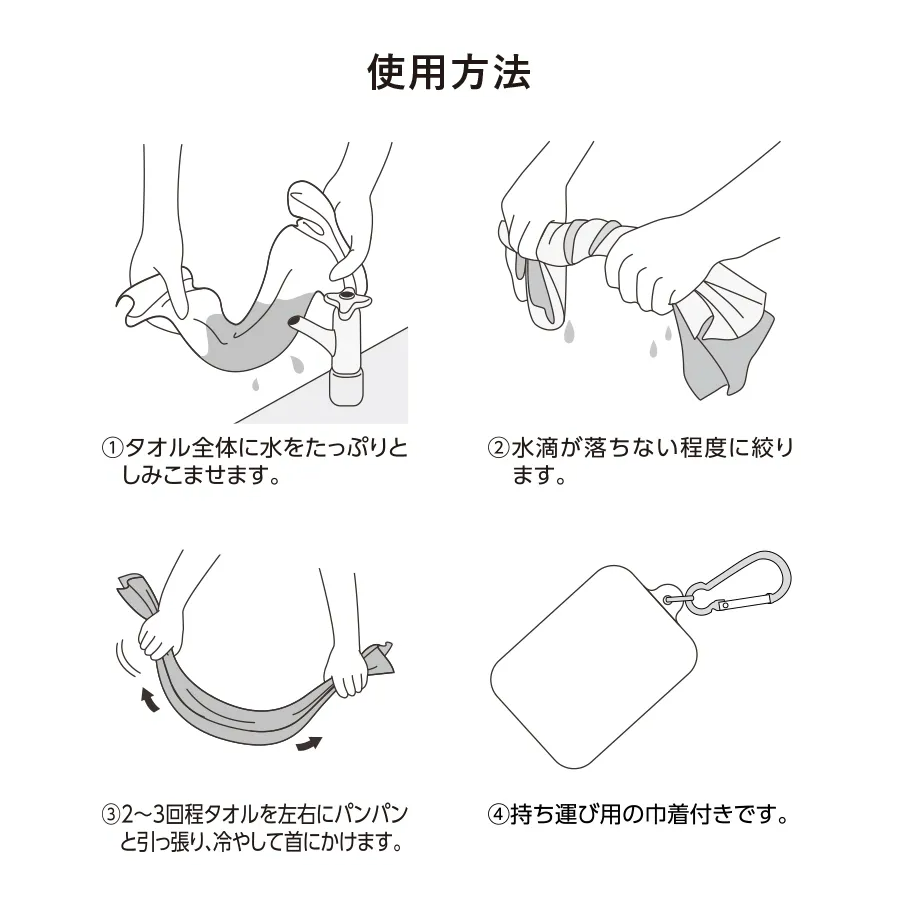 使用方法
①タオル全体に水をたっぷりと
しみこませます。
②水滴が落ちない程度に絞り
ます。
③2～3回程タオルを左右にパンパン
と引っ張り、冷やして首にかけます。
④持ち運び用の巾着付きです。